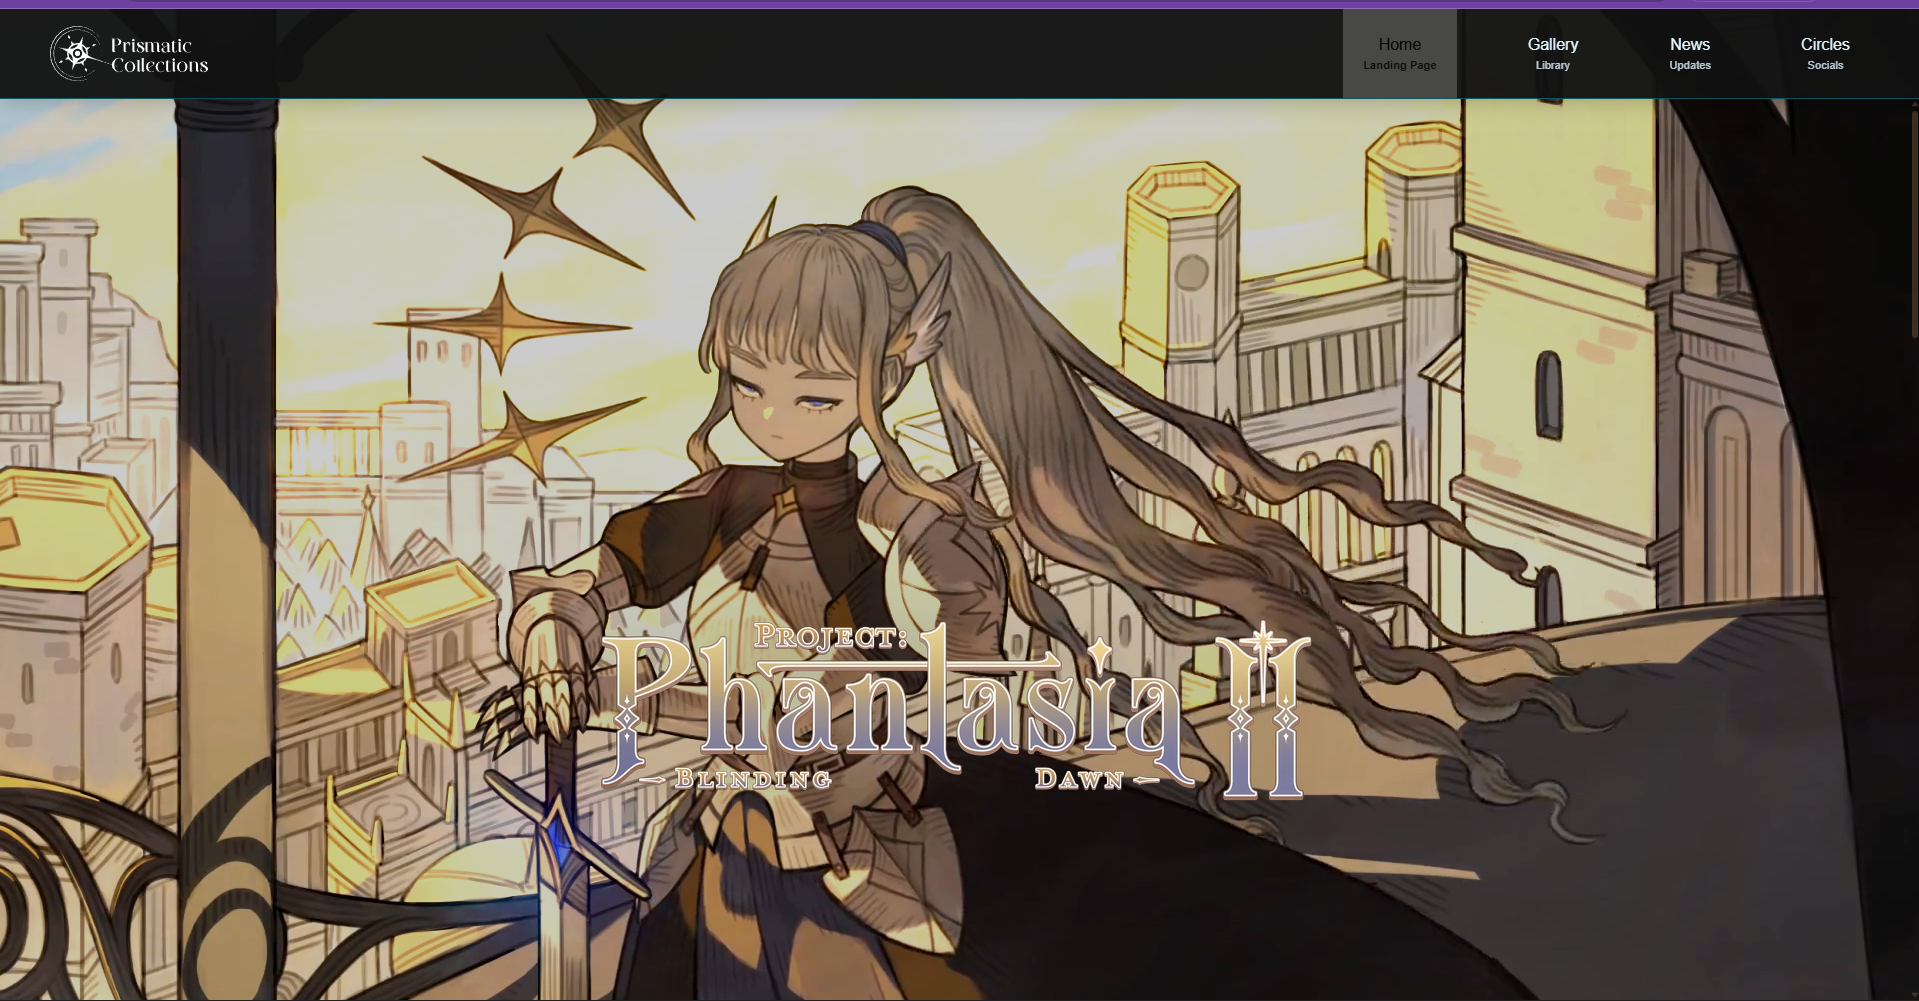 Prismatic
Collections
Home
Landing Page
Gallery
Library
News
Updates
Circles
Socials
PROJECT:
Phantasia II
BLINDING DAWN